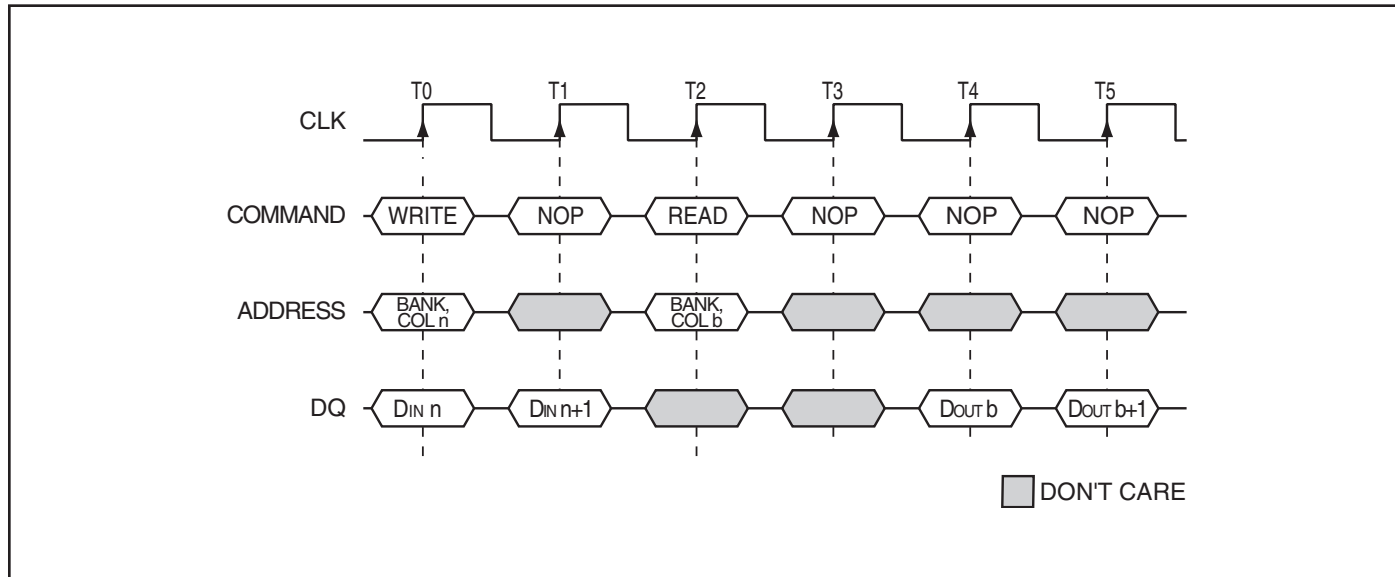 T0 T1 T2 T3 T4 T5
CLK
COMMAND WRITE NOP READ NOP NOP NOP
ADDRESS BANK, COL n BANK, COL b
DQ DIN n DIN n+1 DOUT b DOUT b+1
DON'T CARE